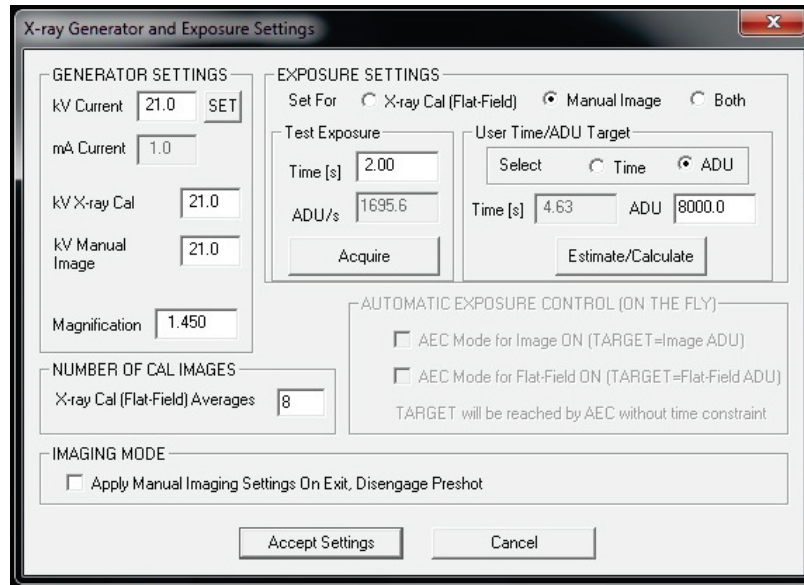 X-ray Generator and Exposure Settings
GENERATOR SETTINGS
kV Current 21.0 SET
mA Current 1.0
kV X-ray Cal 21.0
kV Manual Image 21.0
Magnification 1.450
NUMBER OF CAL IMAGES
X-ray Cal (Flat-Field) Averages 8
EXPOSURE SETTINGS
Set For X-ray Cal (Flat-Field) Manual Image Both
Test Exposure
Time [s] 2.00
ADU/s 1695.6
Acquire
User Time/ADU Target
Select Time ADU
Time [s] 4.63 ADU 8000.0
Estimate/Calculate
AUTOMATIC EXPOSURE CONTROL (ON THE FLY)
AEC Mode for Image ON (TARGET=Image ADU)
AEC Mode for Flat-Field ON (TARGET=Flat-Field ADU)
TARGET will be reached by AEC without time constraint
IMAGING MODE
Apply Manual Imaging Settings On Exit, Disengage Preshot
Accept Settings Cancel